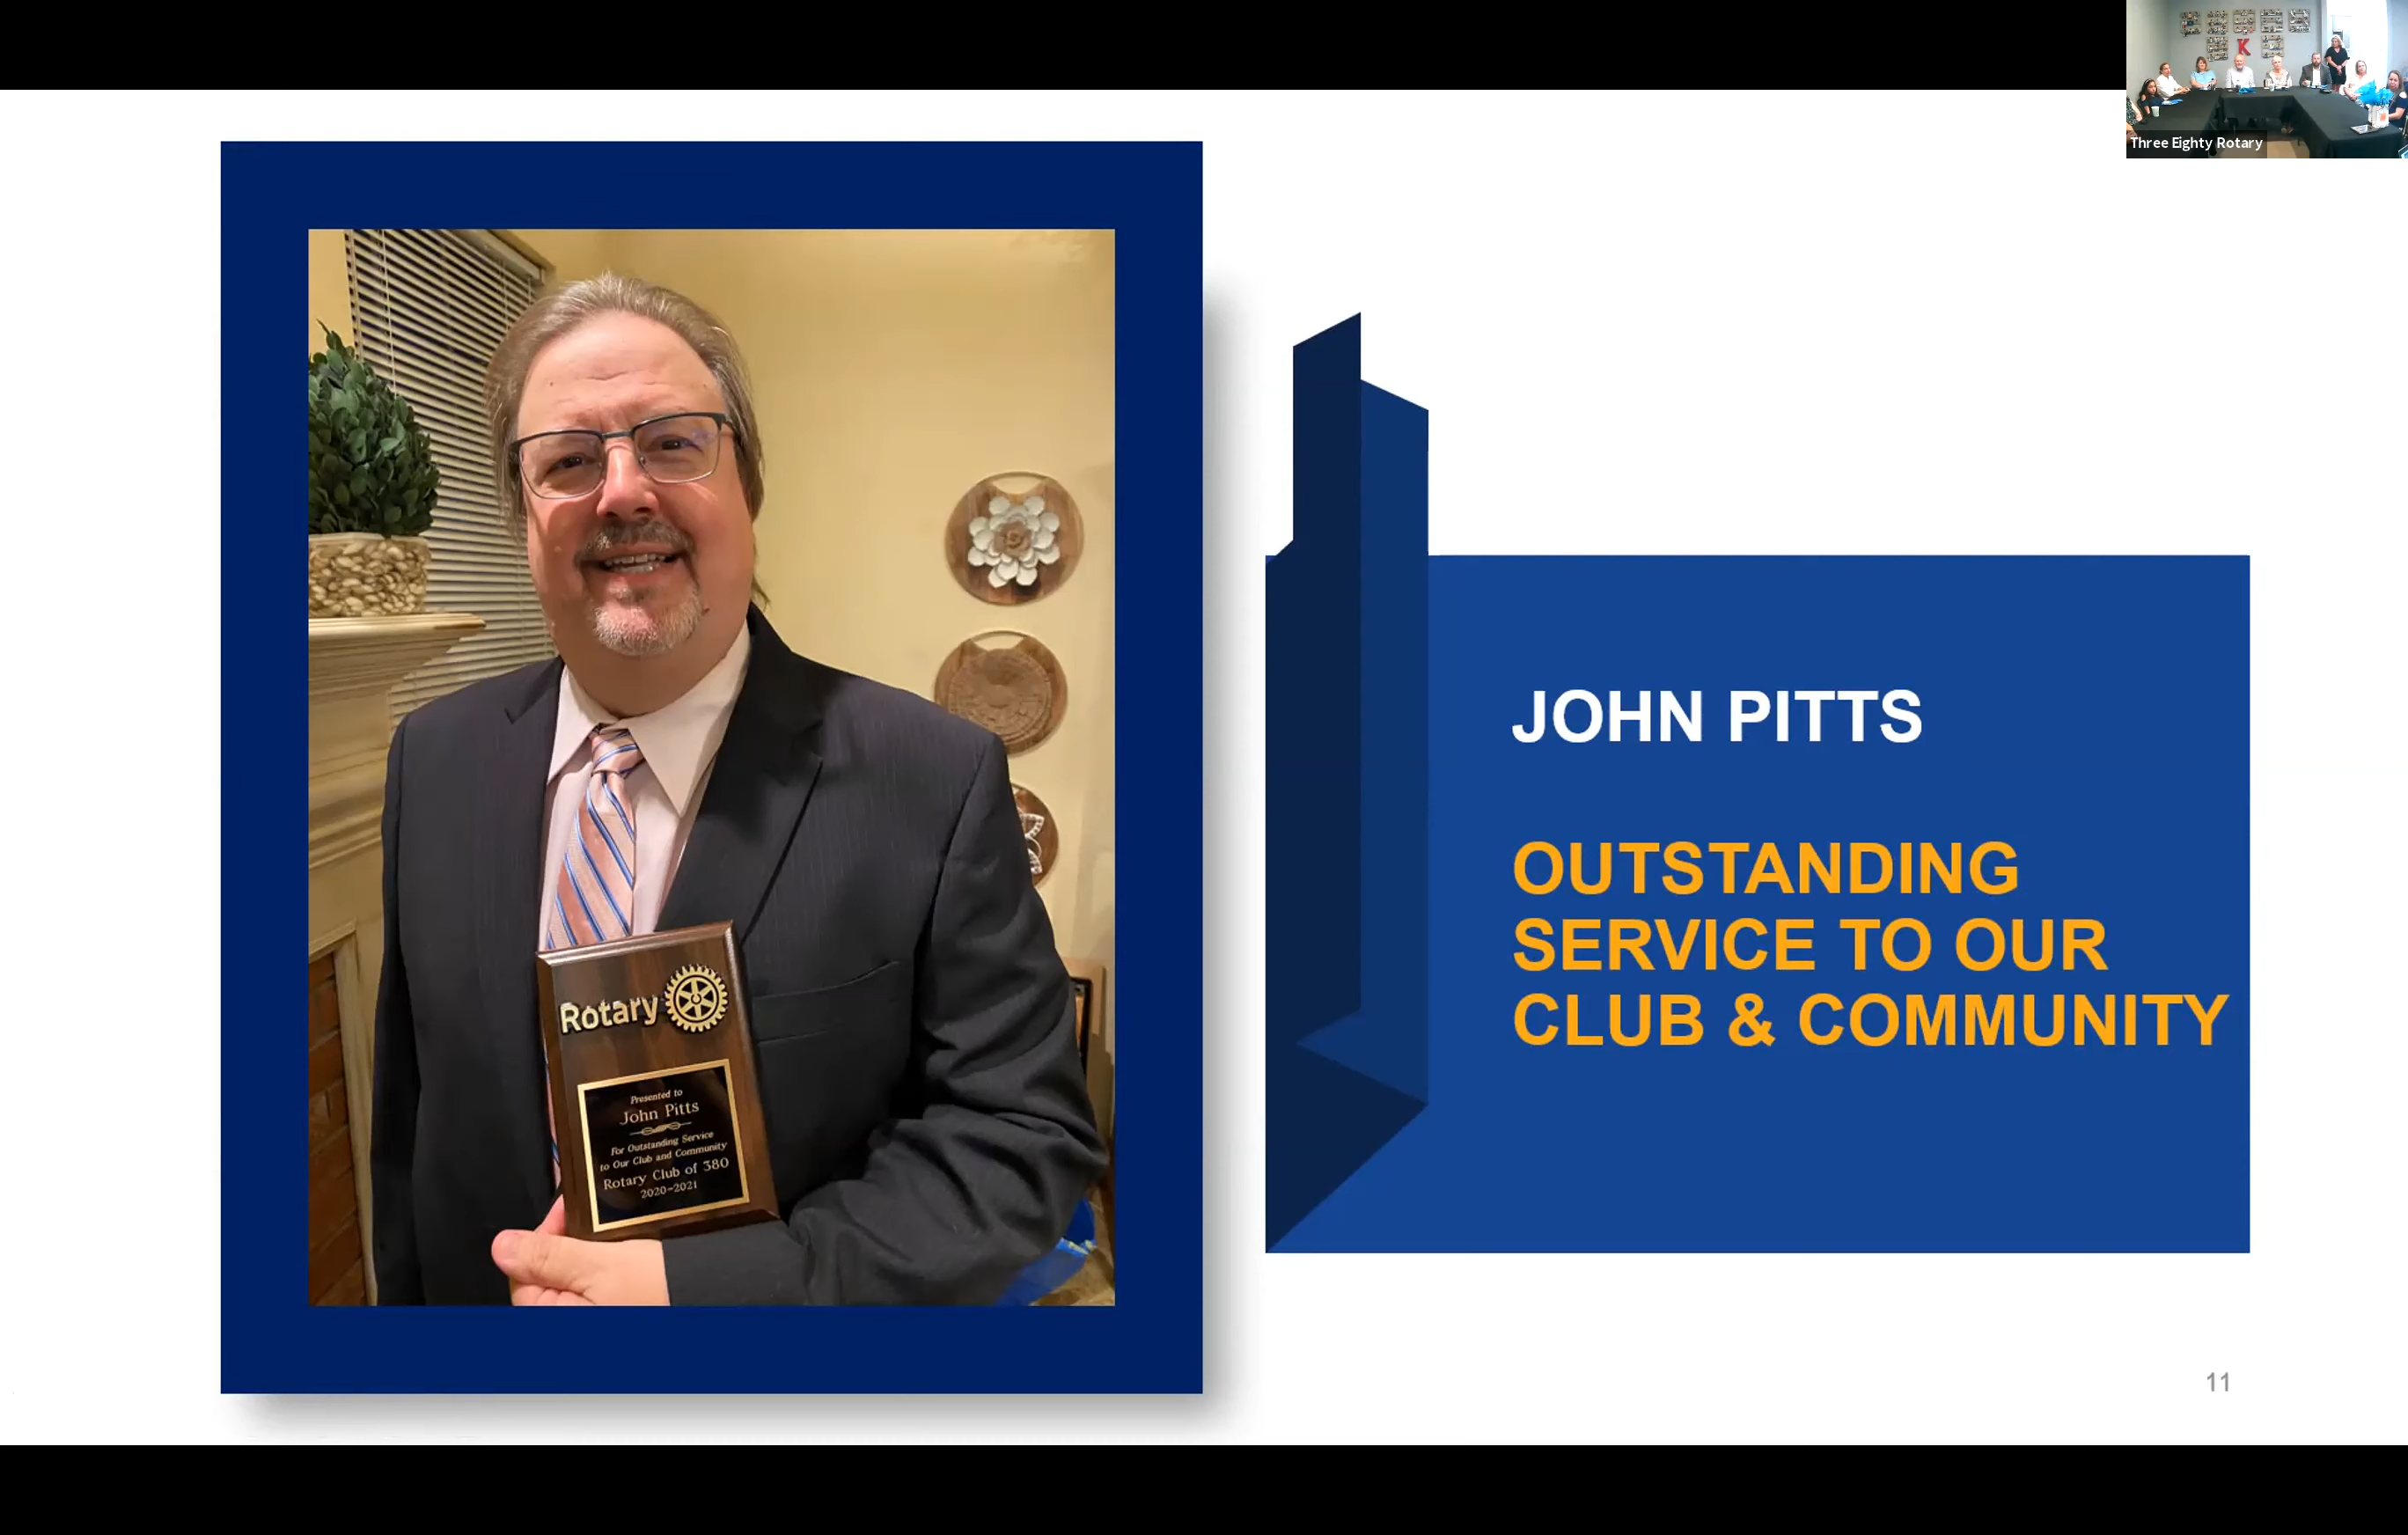 Three Eighty Rotary
K
JOHN PITTS
OUTSTANDING
SERVICE TO OUR
CLUB & COMMUNITY
Rotary
Presented to
John Pitts
For Outstanding Service
to Our Club and Community
Rotary Club of 380
2020-2021
11